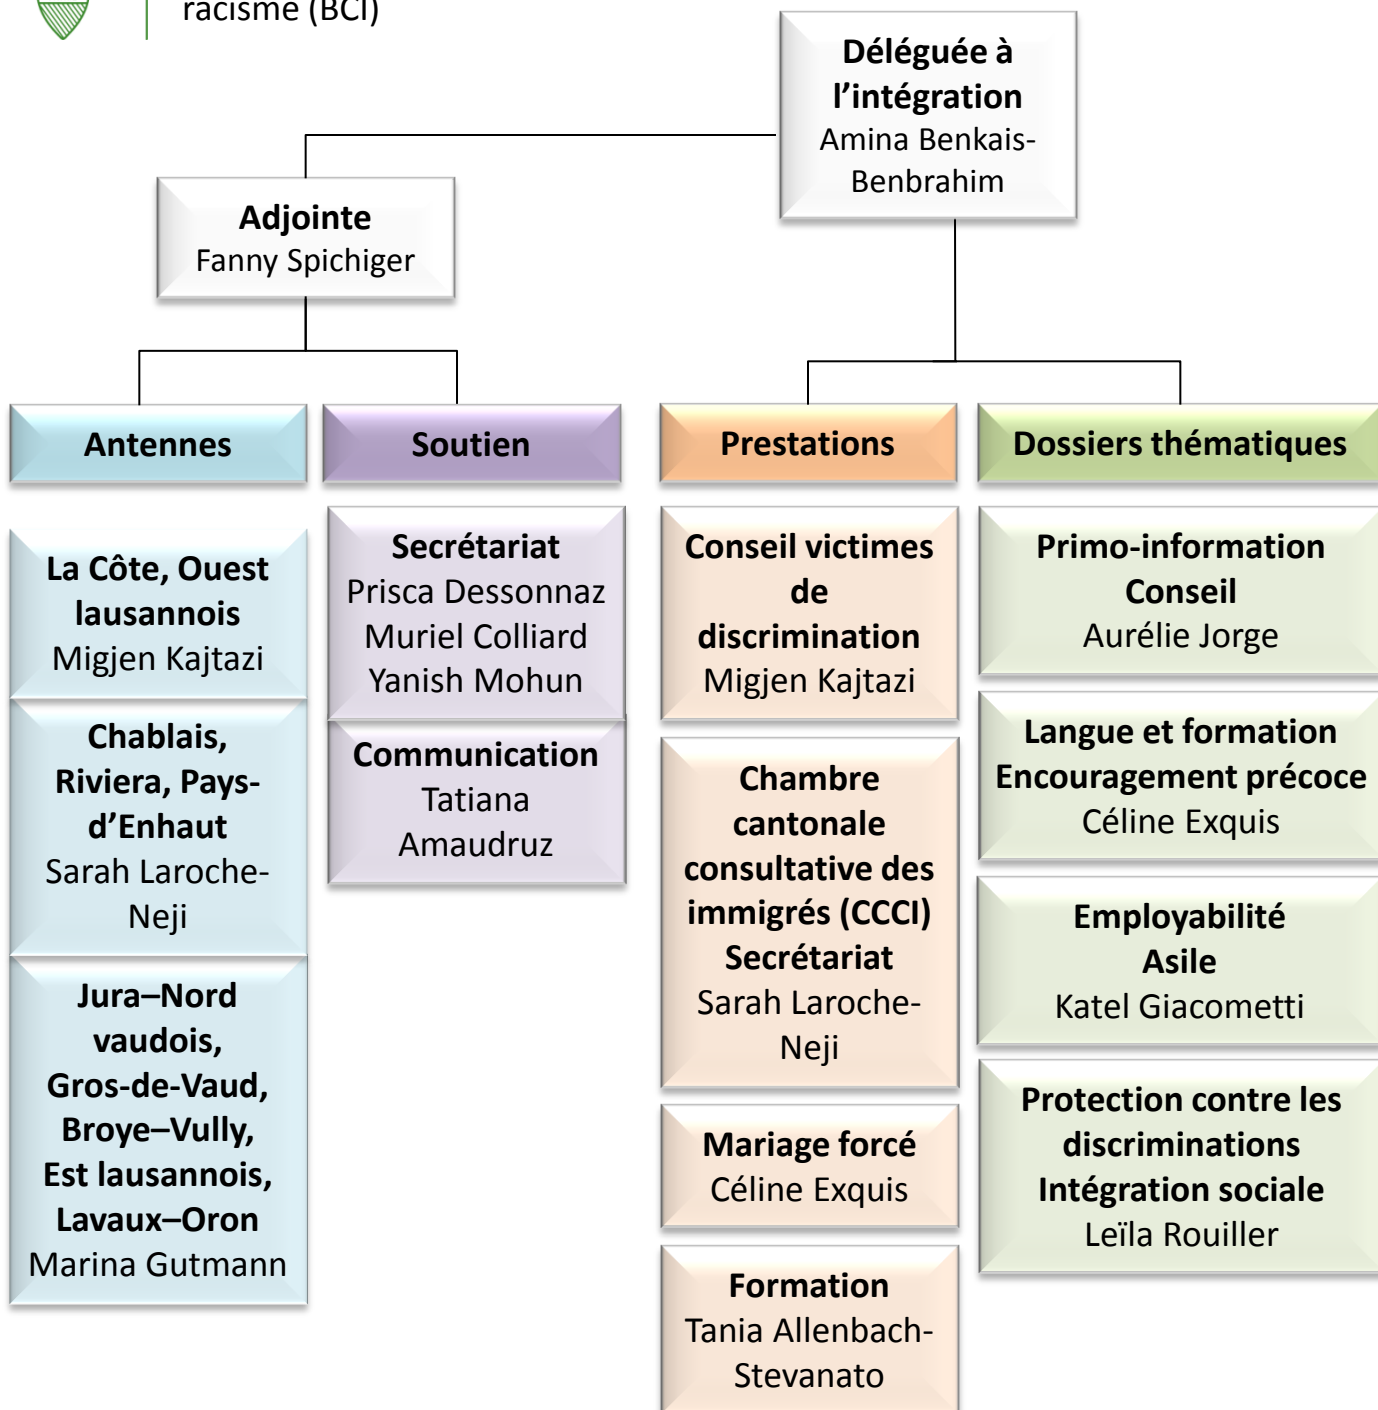 racisme (BCI)
Déléguée à
l’intégration
Amina Benkais-
Benbrahim
Adjointe
Fanny Spichiger
Antennes
La Côte, Ouest
lausannois
Migjen Kajtazi
Chablais,
Riviera, Pays-
d’Enhaut
Sarah Laroche-
Neji
Jura–Nord
vaudois,
Gros-de-Vaud,
Broye–Vully,
Est lausannois,
Lavaux–Oron
Marina Gutmann
Soutien
Secrétariat
Prisca Dessonnaz
Muriel Colliard
Yanish Mohun
Communication
Tatiana
Amaudruz
Prestations
Conseil victimes
de
discrimination
Migjen Kajtazi
Chambre
cantonale
consultative des
immigrés (CCCI)
Secrétariat
Sarah Laroche-
Neji
Mariage forcé
Céline Exquis
Formation
Tania Allenbach-
Stevanato
Dossiers thématiques
Primo-information
Conseil
Aurélie Jorge
Langue et formation
Encouragement précoce
Céline Exquis
Employabilité
Asile
Katel Giacometti
Protection contre les
discriminations
Intégration sociale
Leïla Rouiller